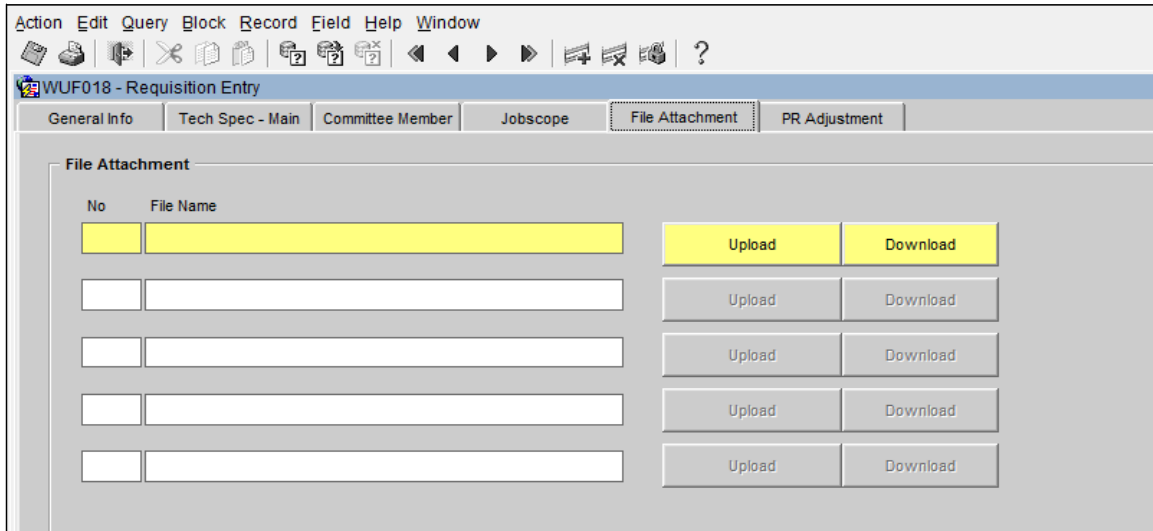 Action Edit Query Block Record Field Help Window
WUF018 - Requisition Entry
General Info Tech Spec - Main Committee Member Jobscope File Attachment PR Adjustment
File Attachment
No File Name
Upload Download
Upload Download
Upload Download
Upload Download
Upload Download